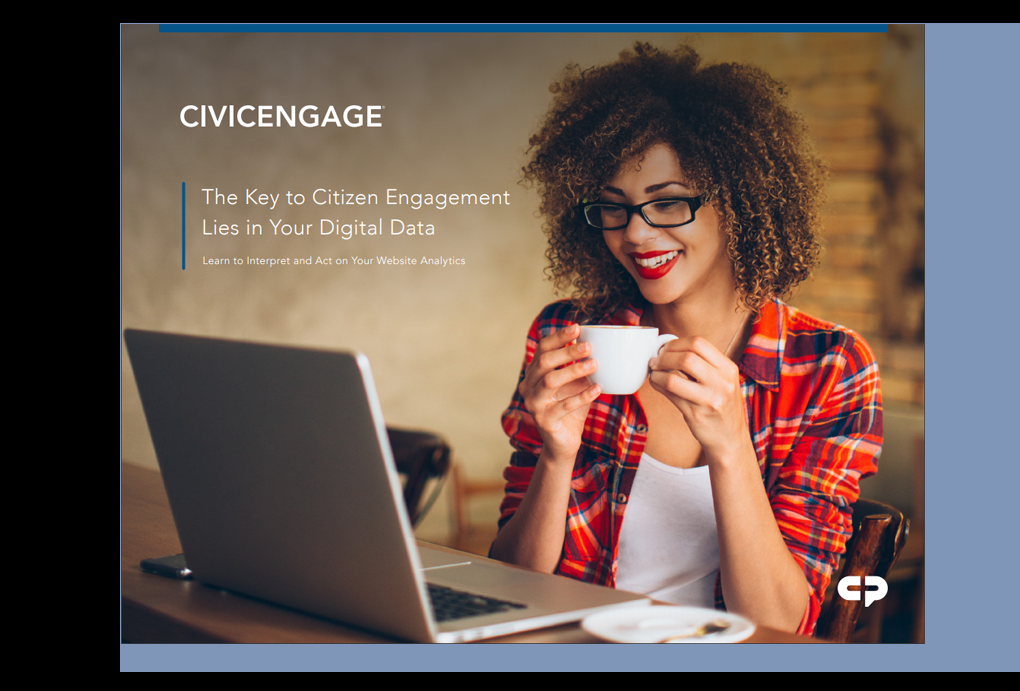 CIVICENGAGE
The Key to Citizen Engagement
Lies in Your Digital Data
Learn to Interpret and Act on Your Website Analytics
CP